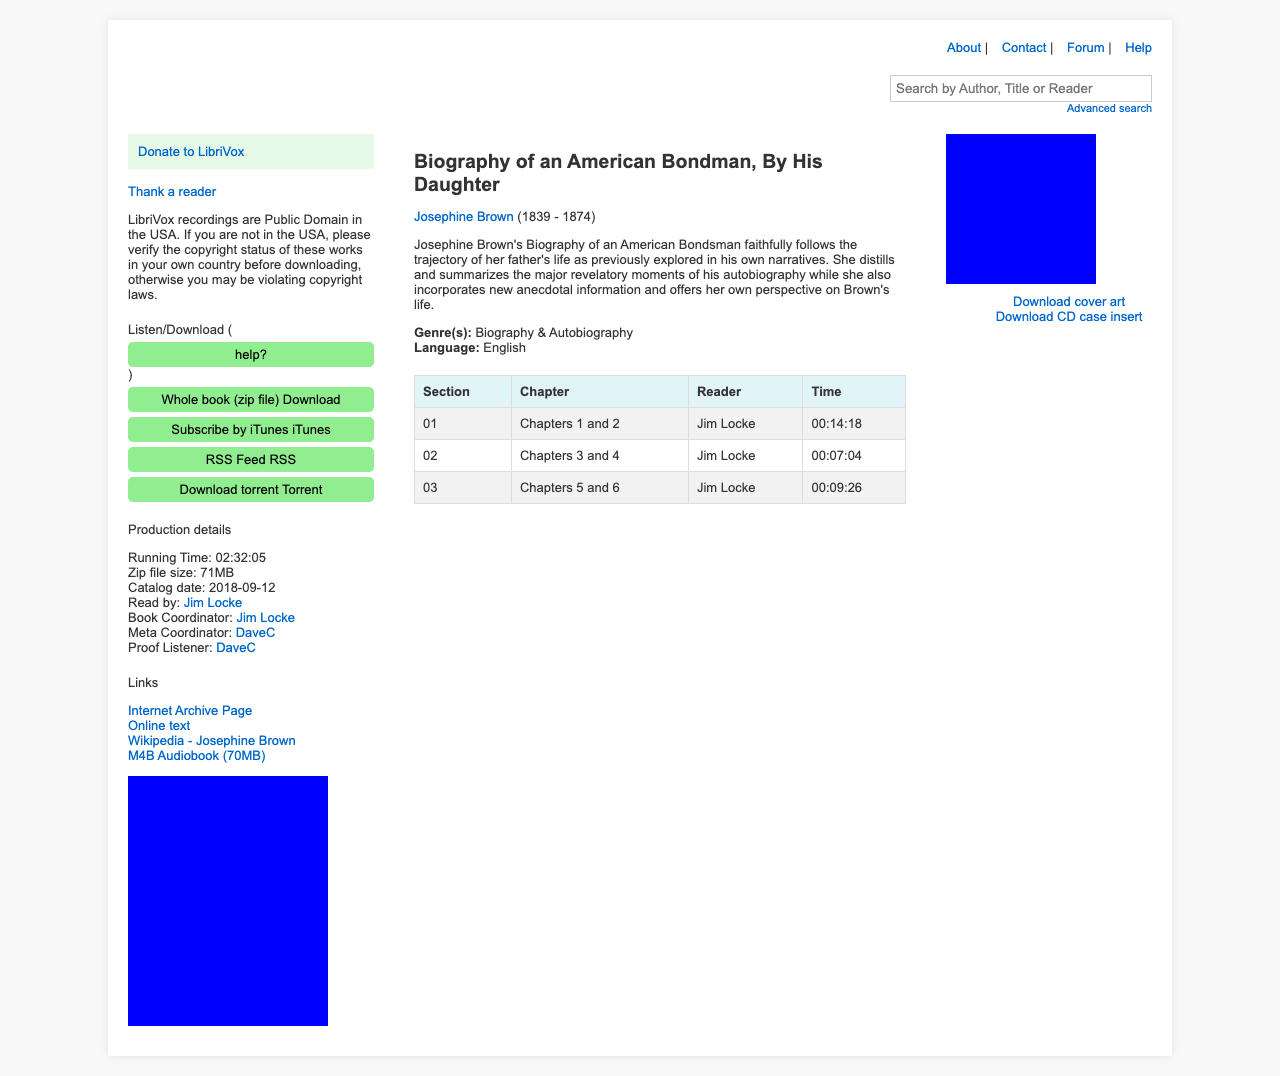 About | Contact | Forum | Help
Search by Author, Title or Reader
Advanced search
Donate to LibriVox
Thank a reader
LibriVox recordings are Public Domain in
the USA. If you are not in the USA, please
verify the copyright status of these works
in your own country before downloading,
otherwise you may be violating copyright
laws.
Listen/Download (
help?
)
Whole book (zip file) Download
Subscribe by iTunes iTunes
RSS Feed RSS
Download torrent Torrent
Production details
Running Time: 02:32:05
Zip file size: 71MB
Catalog date: 2018-09-12
Read by: Jim Locke
Book Coordinator: Jim Locke
Meta Coordinator: DaveC
Proof Listener: DaveC
Links
Internet Archive Page
Online text
Wikipedia - Josephine Brown
M4B Audiobook (70MB)
Biography of an American Bondman, By His
Daughter
Josephine Brown (1839 - 1874)
Josephine Brown's Biography of an American Bondsman faithfully follows the
trajectory of her father's life as previously explored in his own narratives. She distills
and summarizes the major revelatory moments of his autobiography while she also
incorporates new anecdotal information and offers her own perspective on Brown's
life.
Genre(s): Biography & Autobiography
Language: English
Section Chapter Reader Time
01 Chapters 1 and 2 Jim Locke 00:14:18
02 Chapters 3 and 4 Jim Locke 00:07:04
03 Chapters 5 and 6 Jim Locke 00:09:26
Download cover art
Download CD case insert